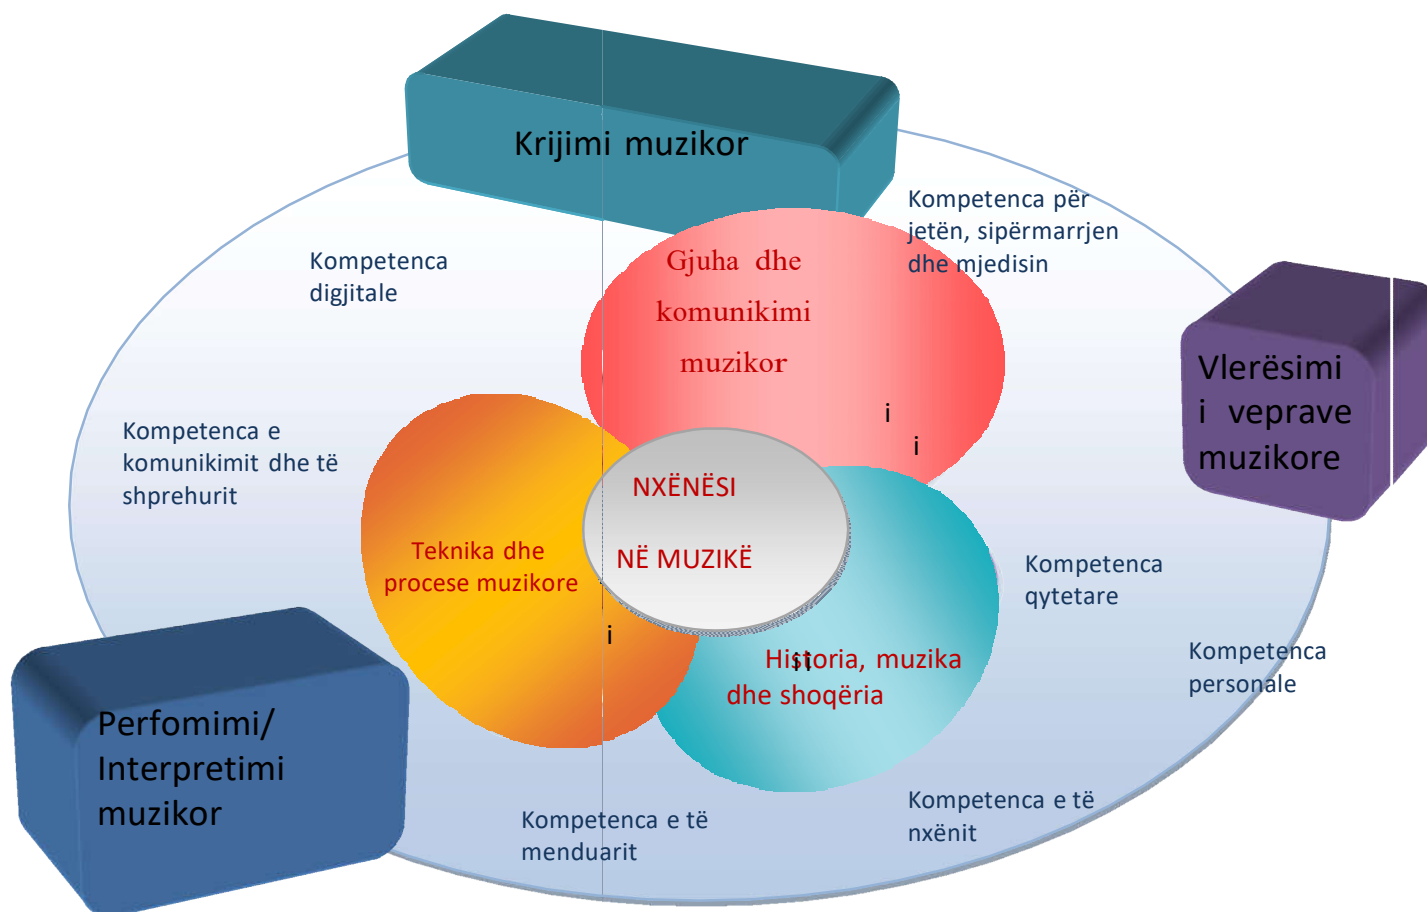 Krijimi muzikor
Kompetenca për
jetën, sipërmarrjen
dhe mjedisin
Gjuha dhe
komunikimi
muzikor
Kompetenca
digjitale
Vlerësimi
i veprave
muzikore
i
i
Kompetenca e
komunikimit dhe të
shprehurit
NXËNËSI
NË MUZIKË
Teknika dhe
procese muzikore
i
Kompetenca
qytetare
Historia, muzika
dhe shoqëria
ii
Kompetenca
personale
Perfomimi/
Interpretimi
muzikor
Kompetenca e të
menduarit
Kompetenca e të
nxënit